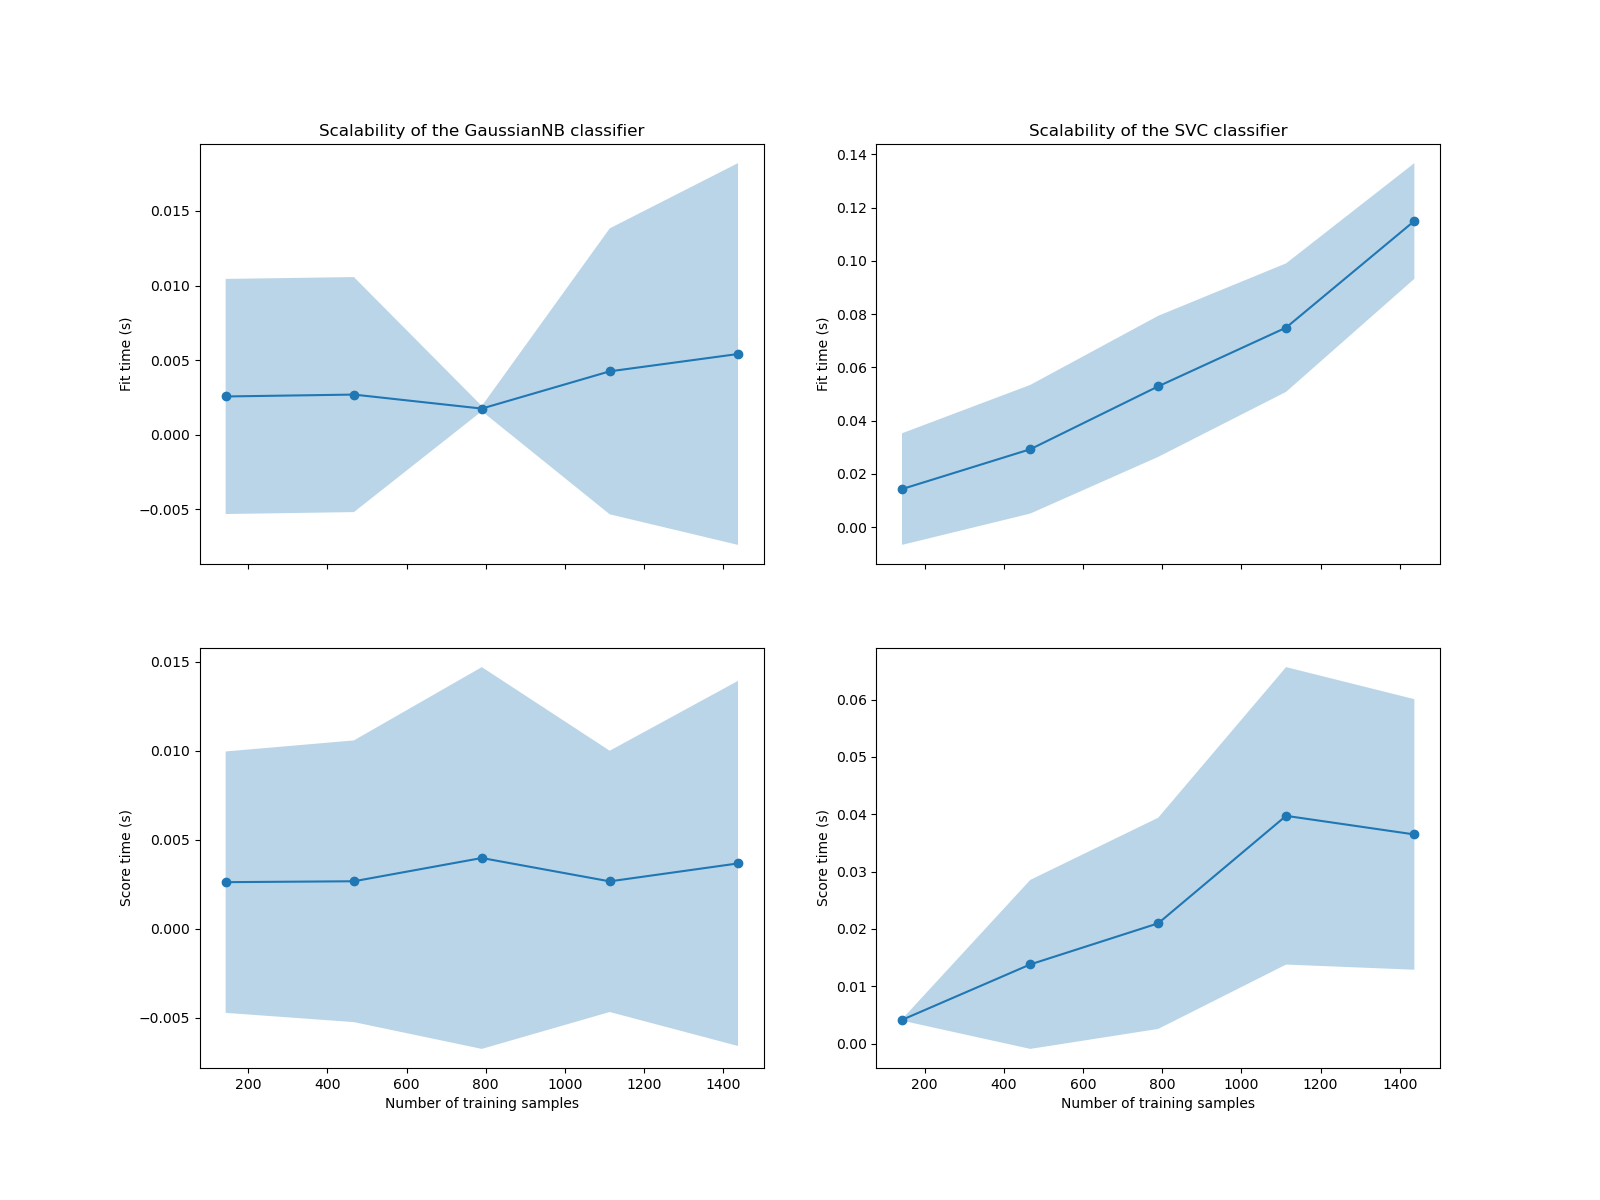 Scalability of the GaussianNB classifier
Scalability of the SVC classifier
0.015
0.010
0.005
0.000
−0.005
Fit time (s)
0.14
0.12
0.10
0.08
0.06
0.04
0.02
0.00
Fit time (s)
0.015
0.010
0.005
0.000
−0.005
Score time (s)
200 400 600 800 1000 1200 1400
Number of training samples
0.06
0.05
0.04
0.03
0.02
0.01
0.00
Score time (s)
200 400 600 800 1000 1200 1400
Number of training samples